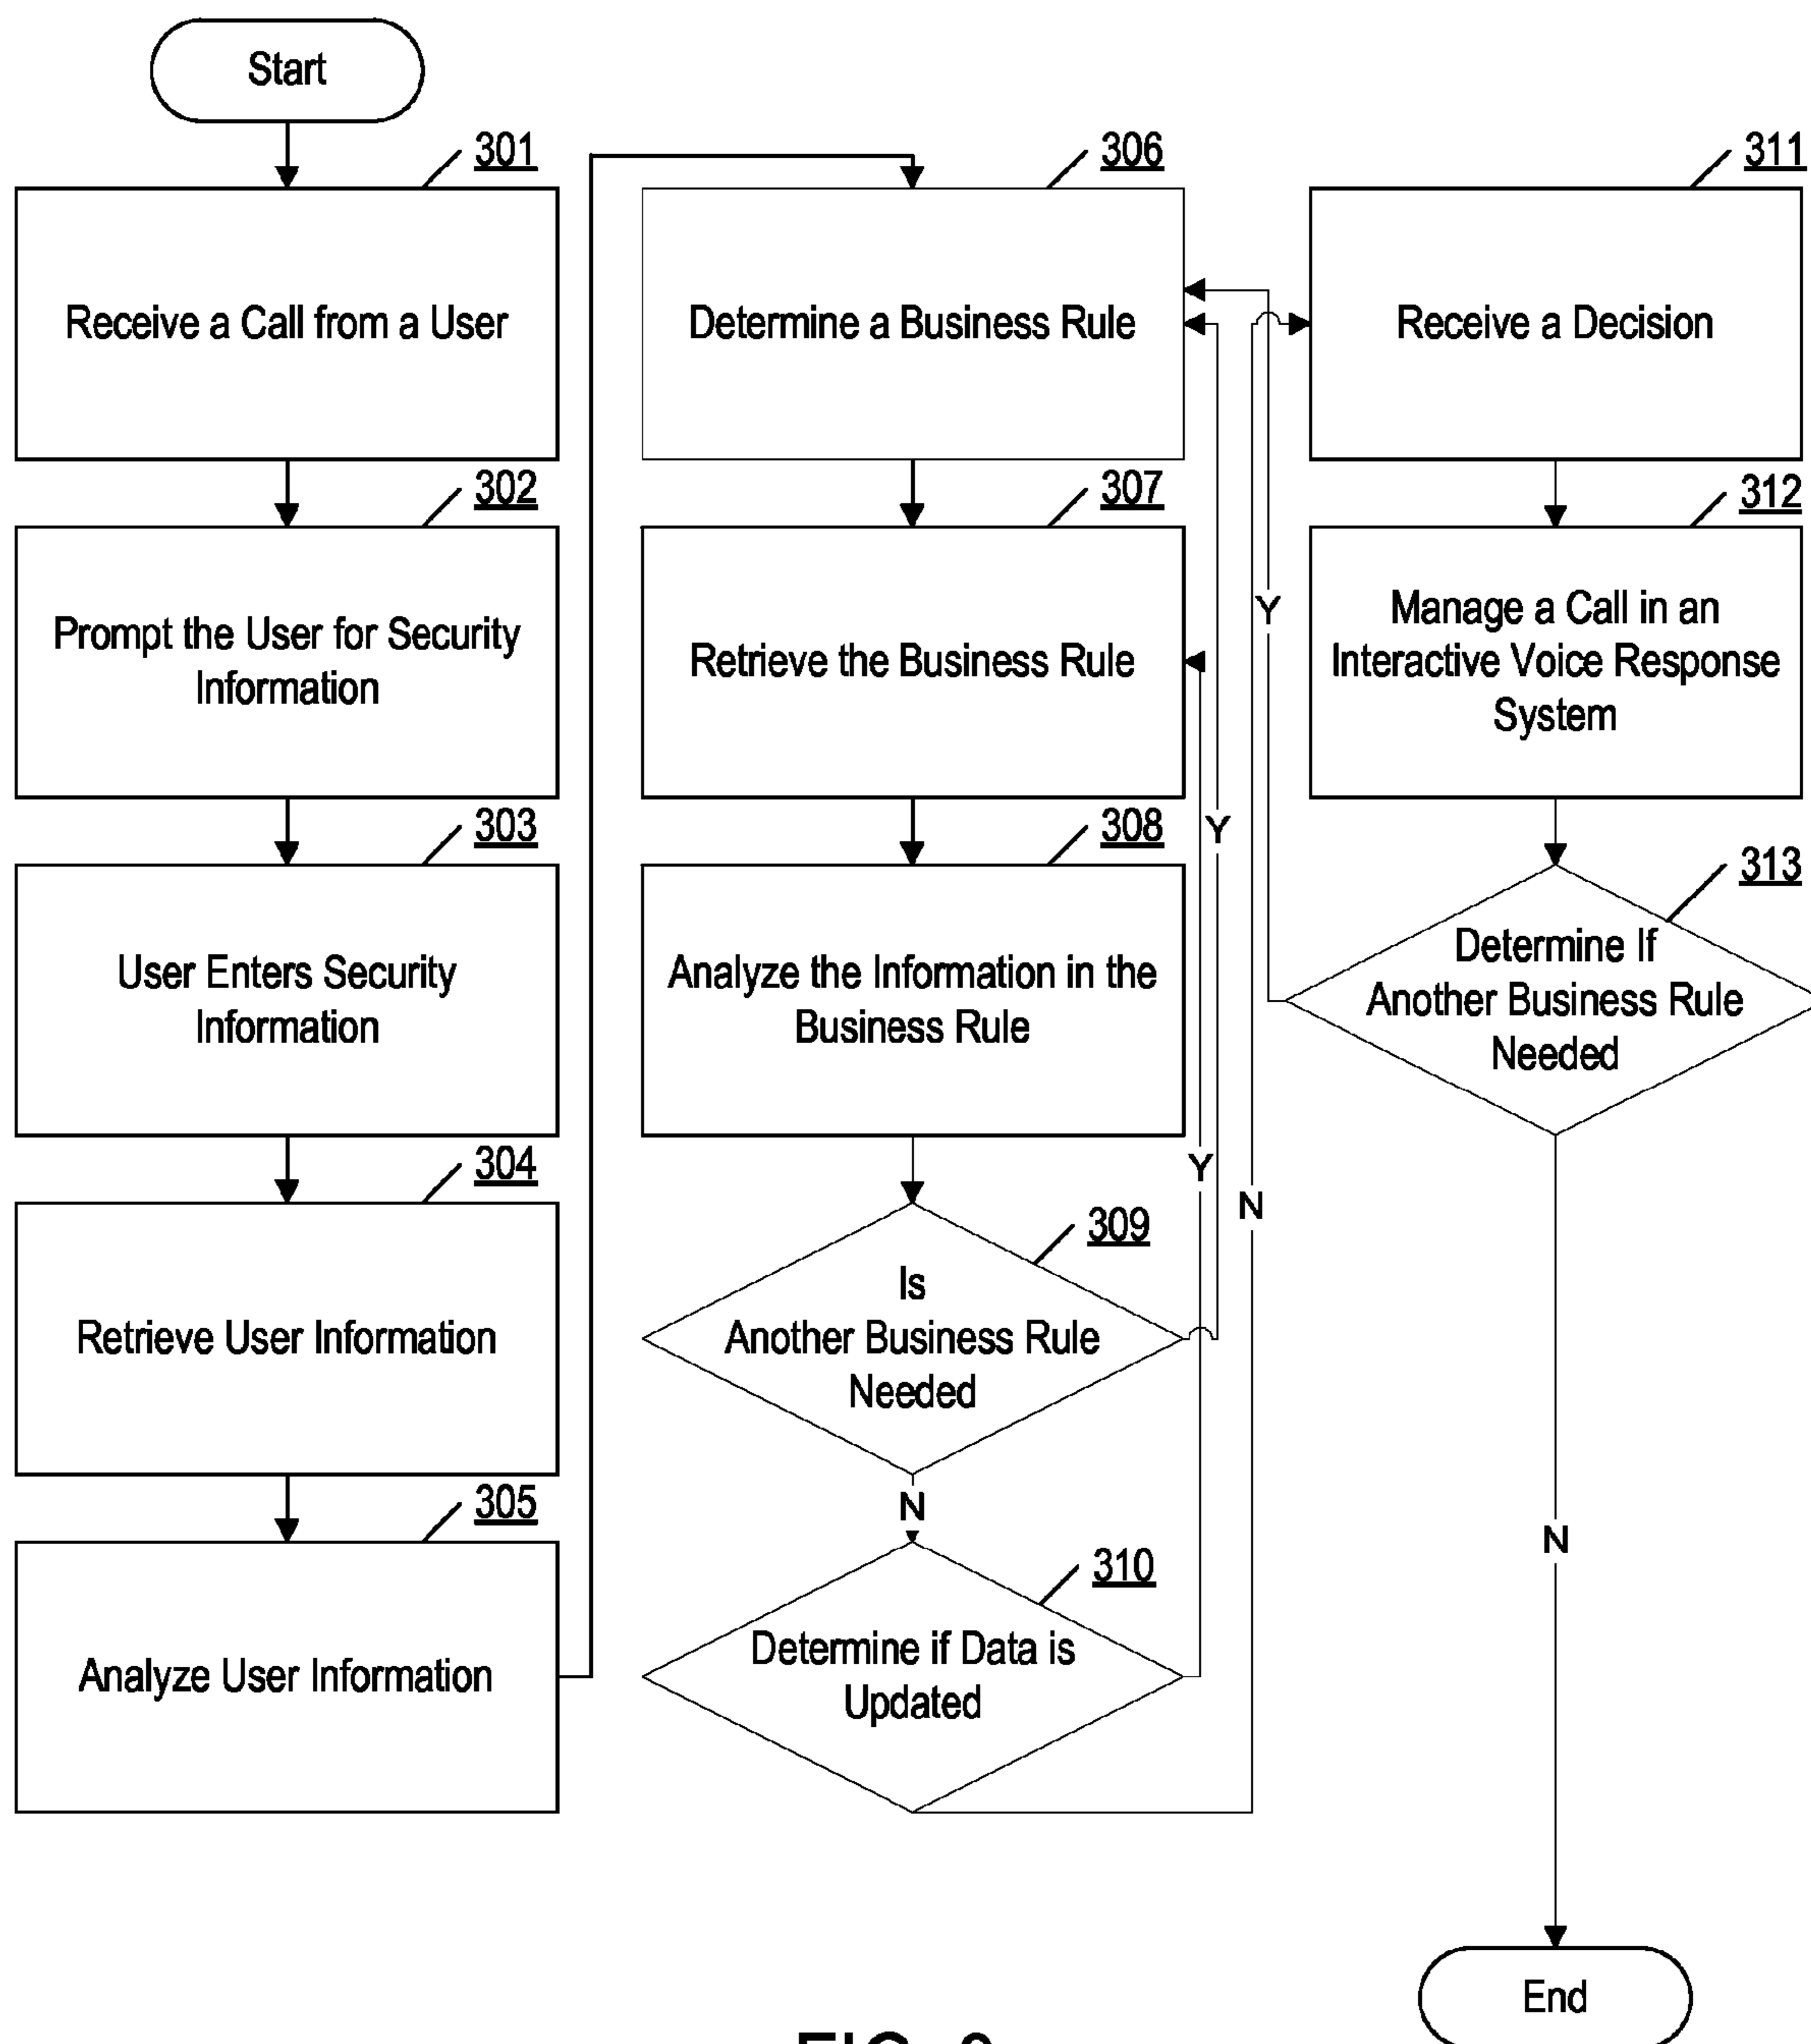 Start
301
Receive a Call from a User
302
Prompt the User for Security
Information
303
User Enters Security
Information
304
Retrieve User Information
305
Analyze User Information
306
Determine a Business Rule
307
Retrieve the Business Rule
308
Analyze the Information in the
Business Rule
309
Is
Another Business Rule
Needed
Y
N
310
Determine if Data is
Updated
Y
N
311
Receive a Decision
312
Manage a Call in an
Interactive Voice Response
System
313
Determine If
Another Business Rule
Needed
Y
N
End
FIG.